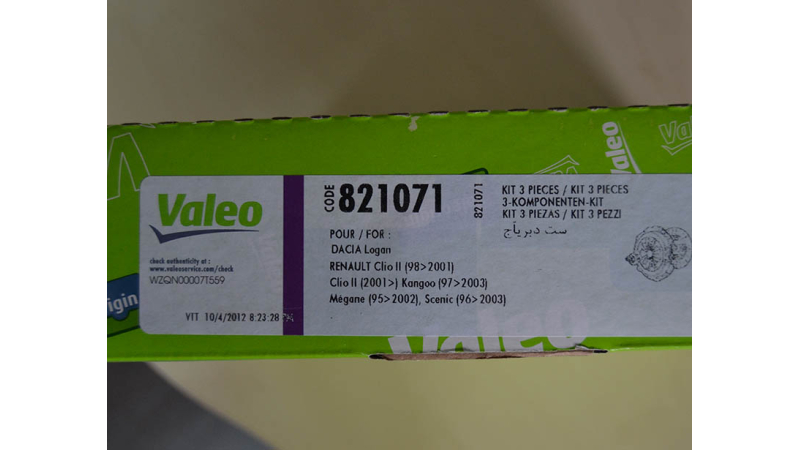 Valeo
Valeo
Valeo
check authenticity at :
www.valeoservice.com/check
WZQN00007T559
VTT 10/4/2012 8:23:28
CODE 821071
821071
POUR / FOR :
DACIA Logan
RENAULT Clio II (98>2001)
Clio II (2001>) Kangoo (97>2003)
Mégane (95>2002), Scenic (96>2003)
KIT 3 PIECES / KIT 3 PIECES
3-KOMPONENTEN-KIT
KIT 3 PIEZAS / KIT 3 PEZZI
ست دبرياج
Valeo